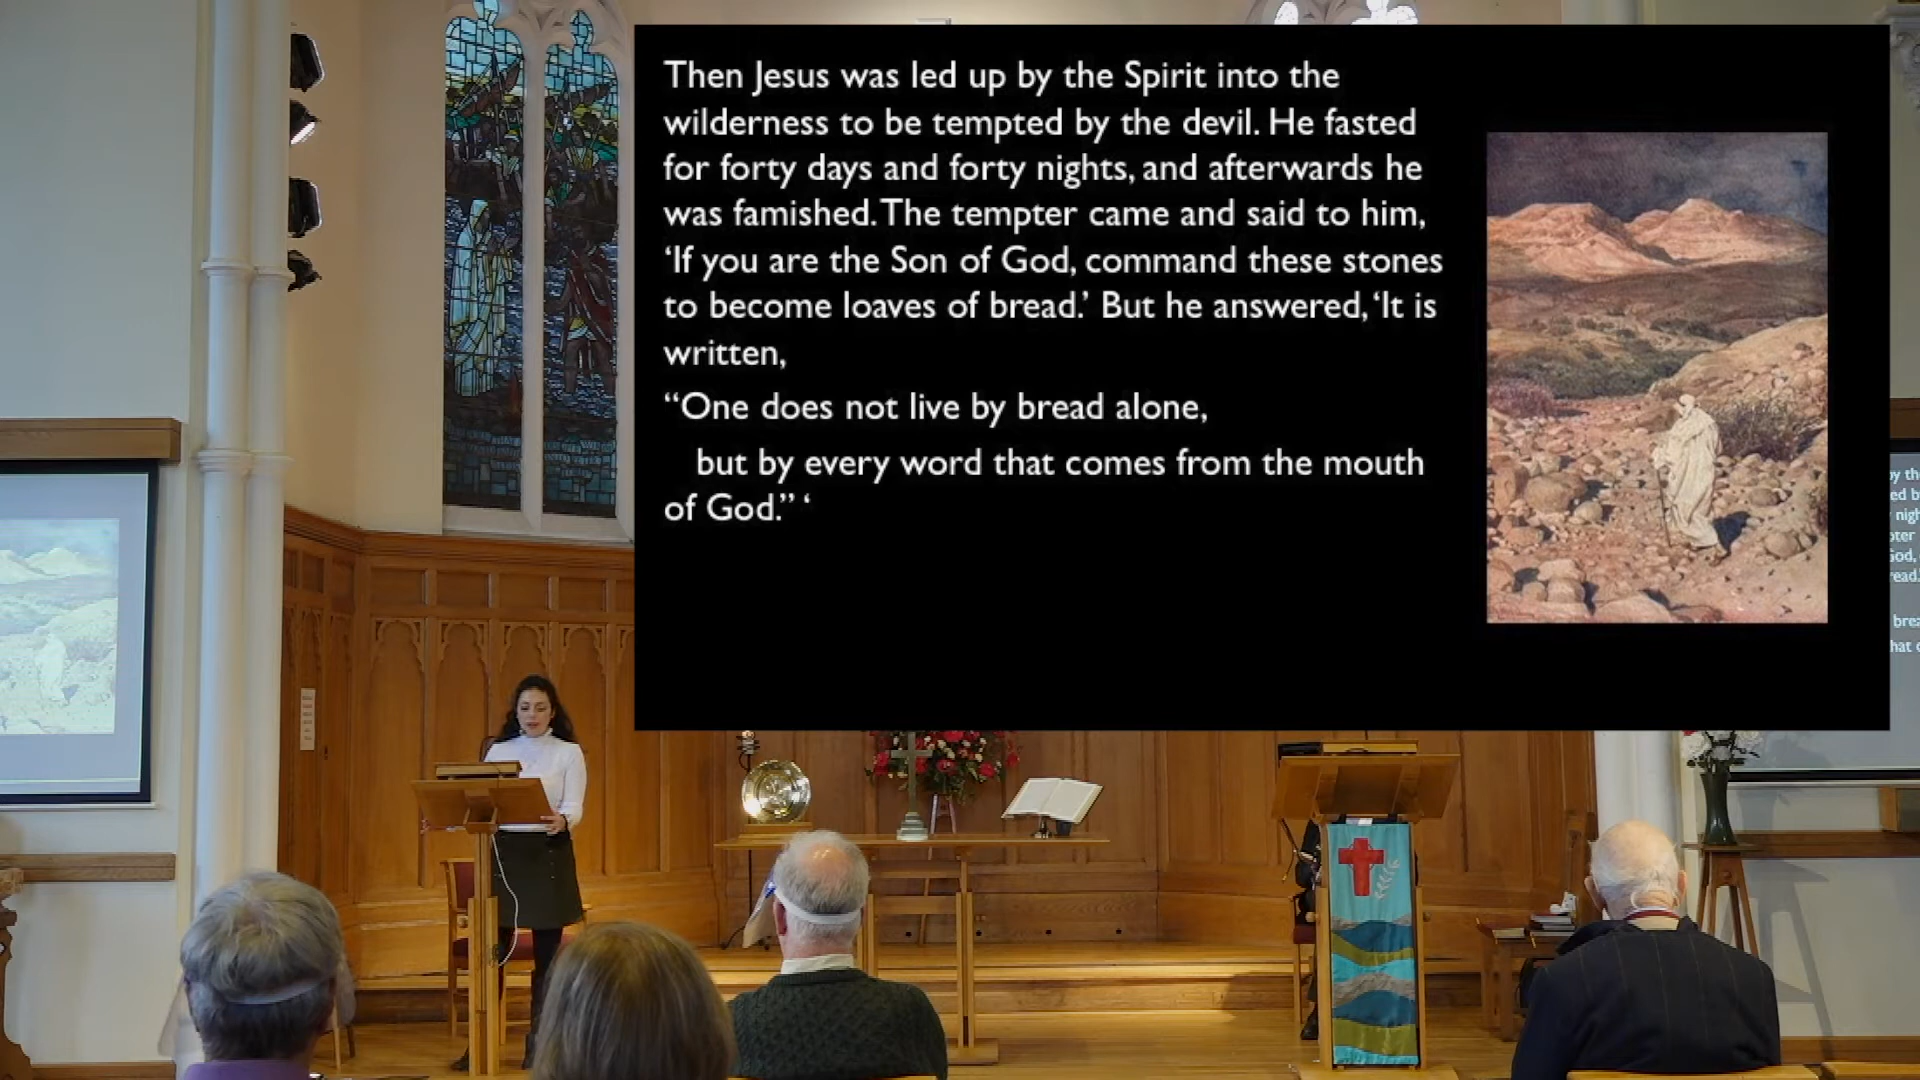 Then Jesus was led up by the Spirit into the
wilderness to be tempted by the devil. He fasted
for forty days and forty nights, and afterwards he
was famished. The tempter came and said to him,
‘If you are the Son of God, command these stones
to become loaves of bread.’ But he answered, ‘It is
written,
“One does not live by bread alone,
but by every word that comes from the mouth
of God.” ‘